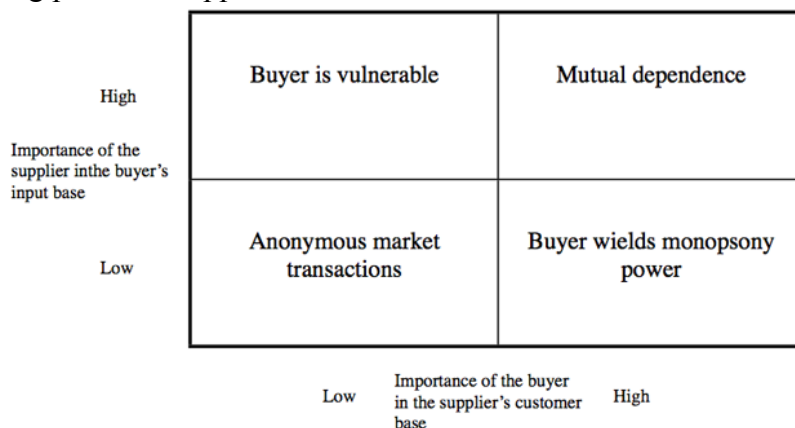 Buyer is vulnerable
Mutual dependence
High
Importance of the
supplier inthe buyer's
input base
Anonymous market
transactions
Buyer wields monopsony
power
Low
Low
Importance of the buyer
in the supplier's customer
base
High